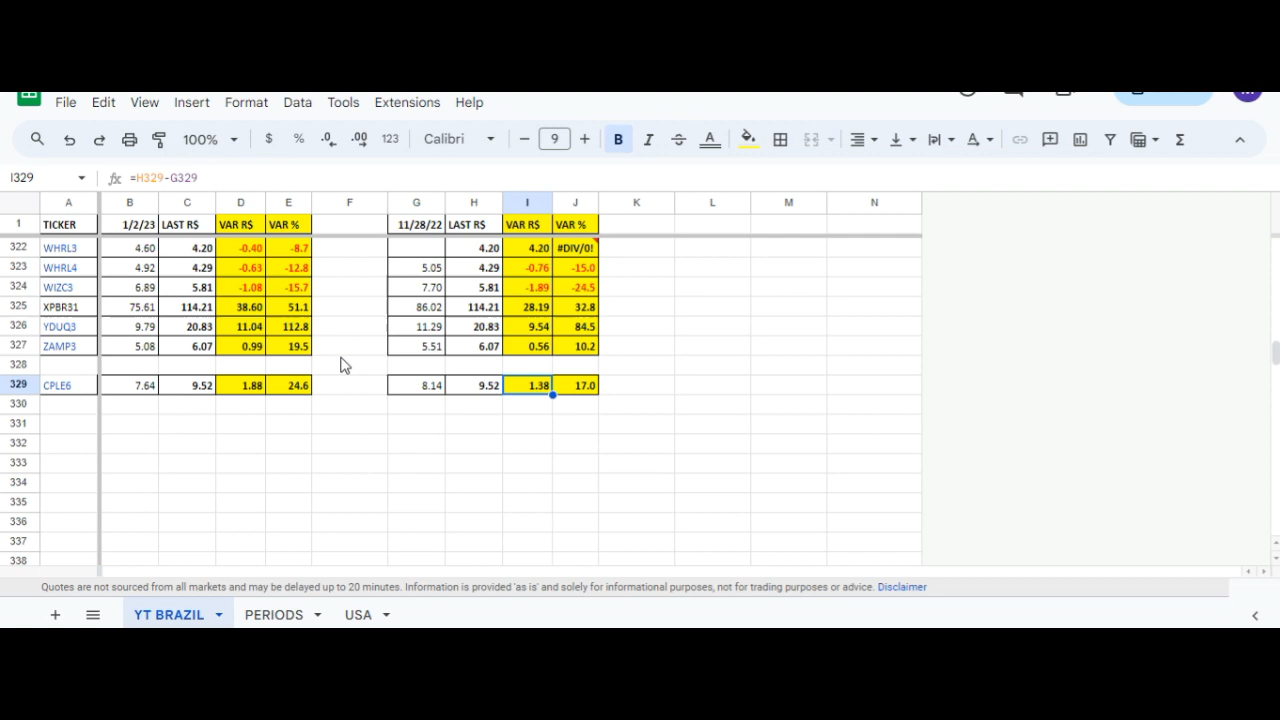 File Edit View Insert Format Data Tools Extensions Help
100% $ % .0 .00 123 Calibri 9 B I A Σ
I329 fx =H329-G329
A B C D E F G H I J K L M N
1 TICKER 1/2/23 LAST R$ VAR R$ VAR % 11/28/22 LAST R$ VAR R$ VAR %
322 WHRL3 4.60 4.20 -0.40 -8.7 4.20 4.20 #DIV/0!
323 WHRL4 4.92 4.29 -0.63 -12.8 5.05 4.29 -0.76 -15.0
324 WIZC3 6.89 5.81 -1.08 -15.7 7.70 5.81 -1.89 -24.5
325 XPBR31 75.61 114.21 38.60 51.1 86.02 114.21 28.19 32.8
326 YDUQ3 9.79 20.83 11.04 112.8 11.29 20.83 9.54 84.5
327 ZAMP3 5.08 6.07 0.99 19.5 5.51 6.07 0.56 10.2
328
329 CPLE6 7.64 9.52 1.88 24.6 8.14 9.52 1.38 17.0
330
331
332
333
334
335
336
337
338
Quotes are not sourced from all markets and may be delayed up to 20 minutes. Information is provided 'as is' and solely for informational purposes, not for trading purposes or advice. Disclaimer
+ YT BRAZIL PERIODS USA